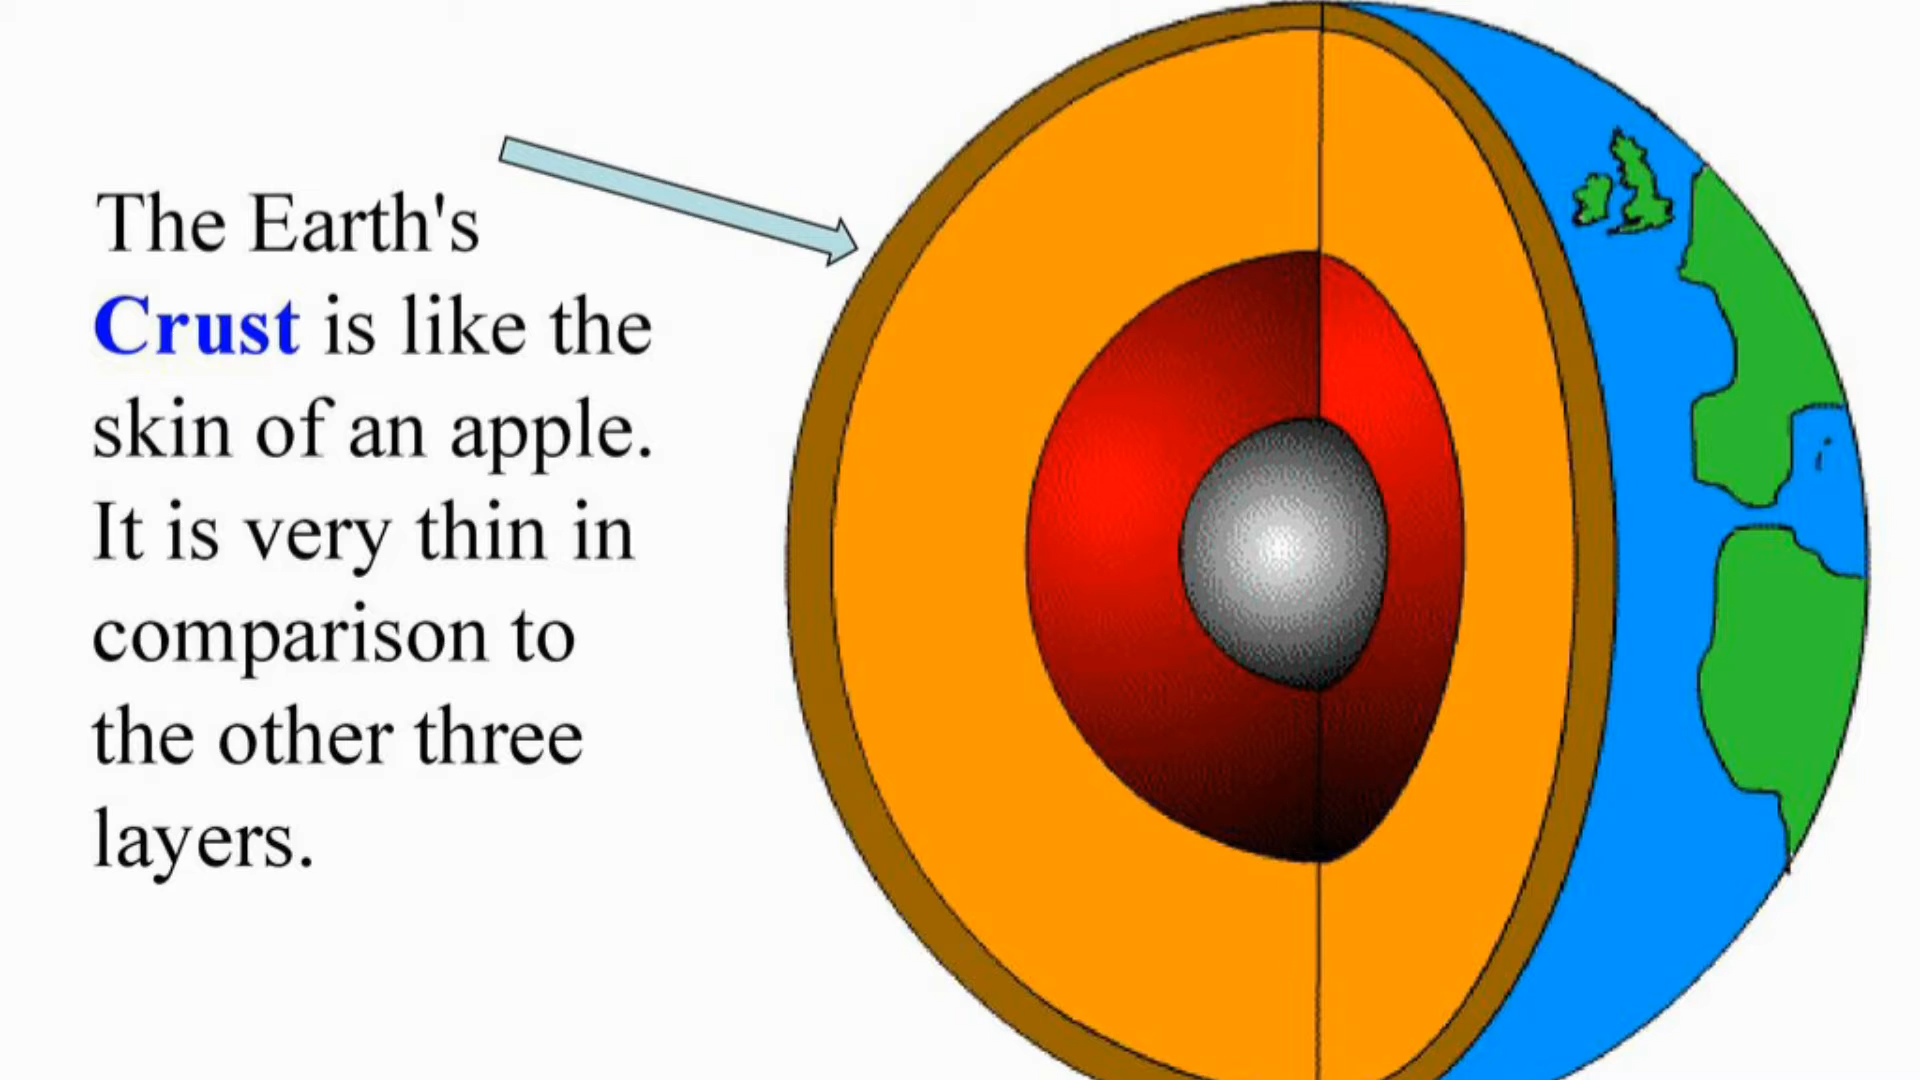 The Earth's
Crust is like the
skin of an apple.
It is very thin in
comparison to
the other three
layers.